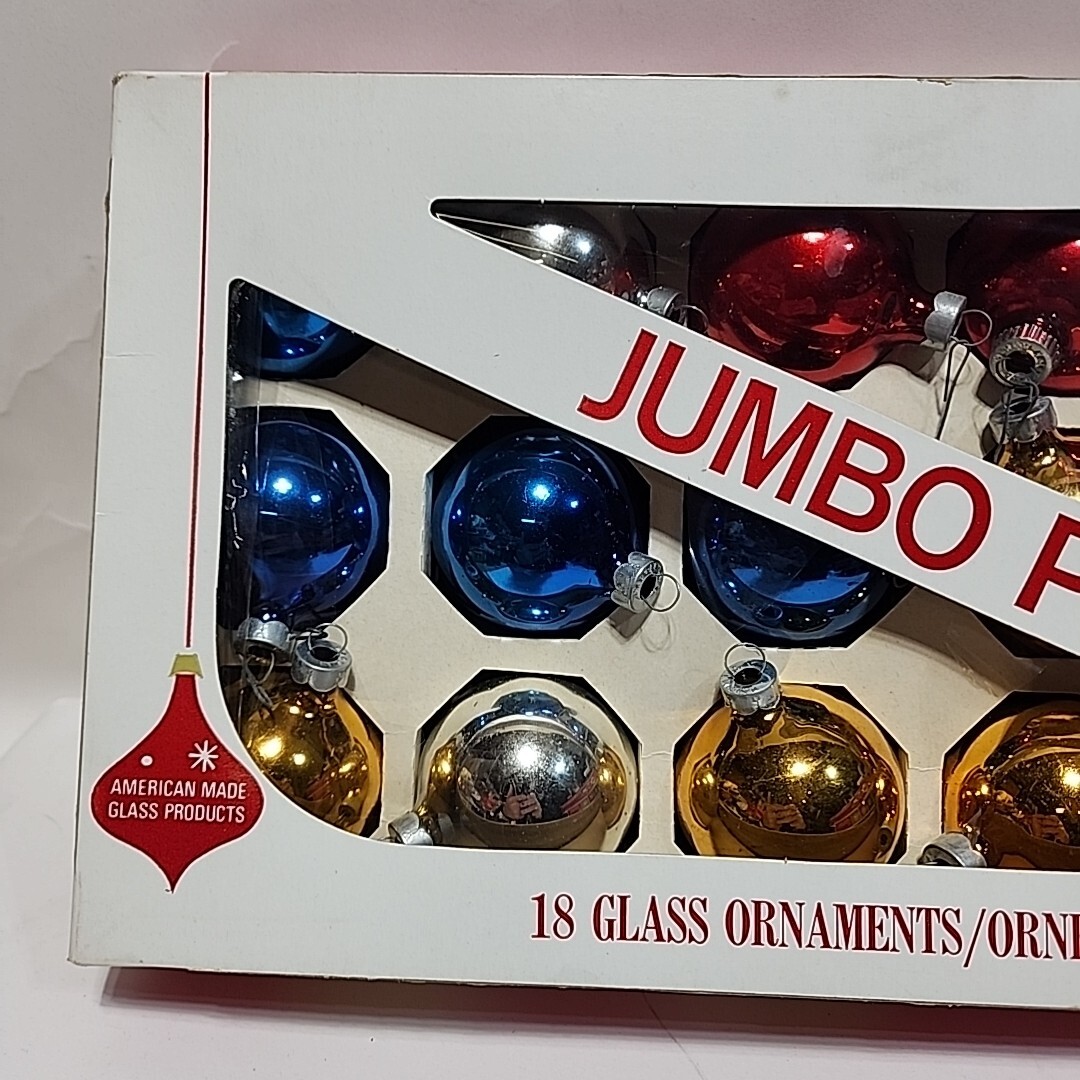 JUMBO P
AMERICAN MADE
GLASS PRODUCTS
18 GLASS ORNAMENTS/ORN